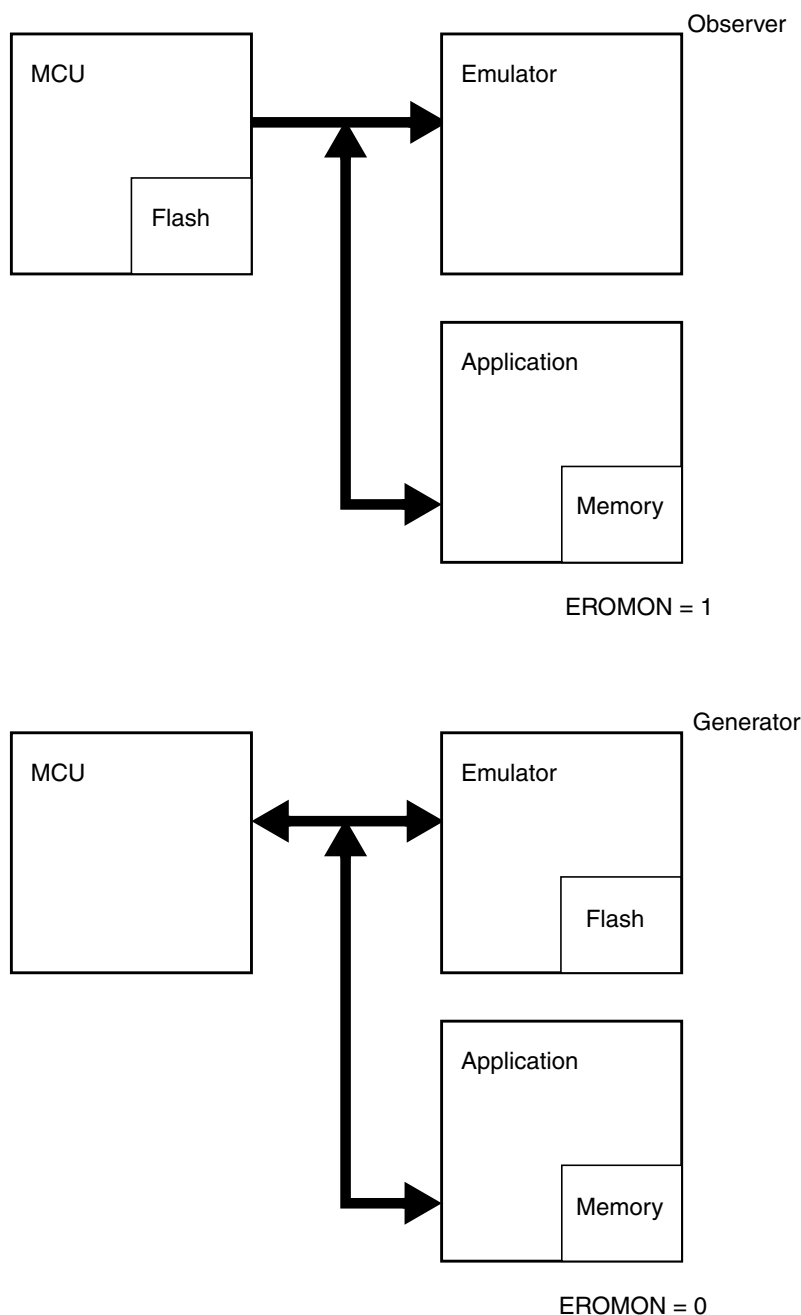 Observer
MCU
Emulator
Flash
Application
Memory
EROMON = 1
Generator
MCU
Emulator
Flash
Application
Memory
EROMON = 0